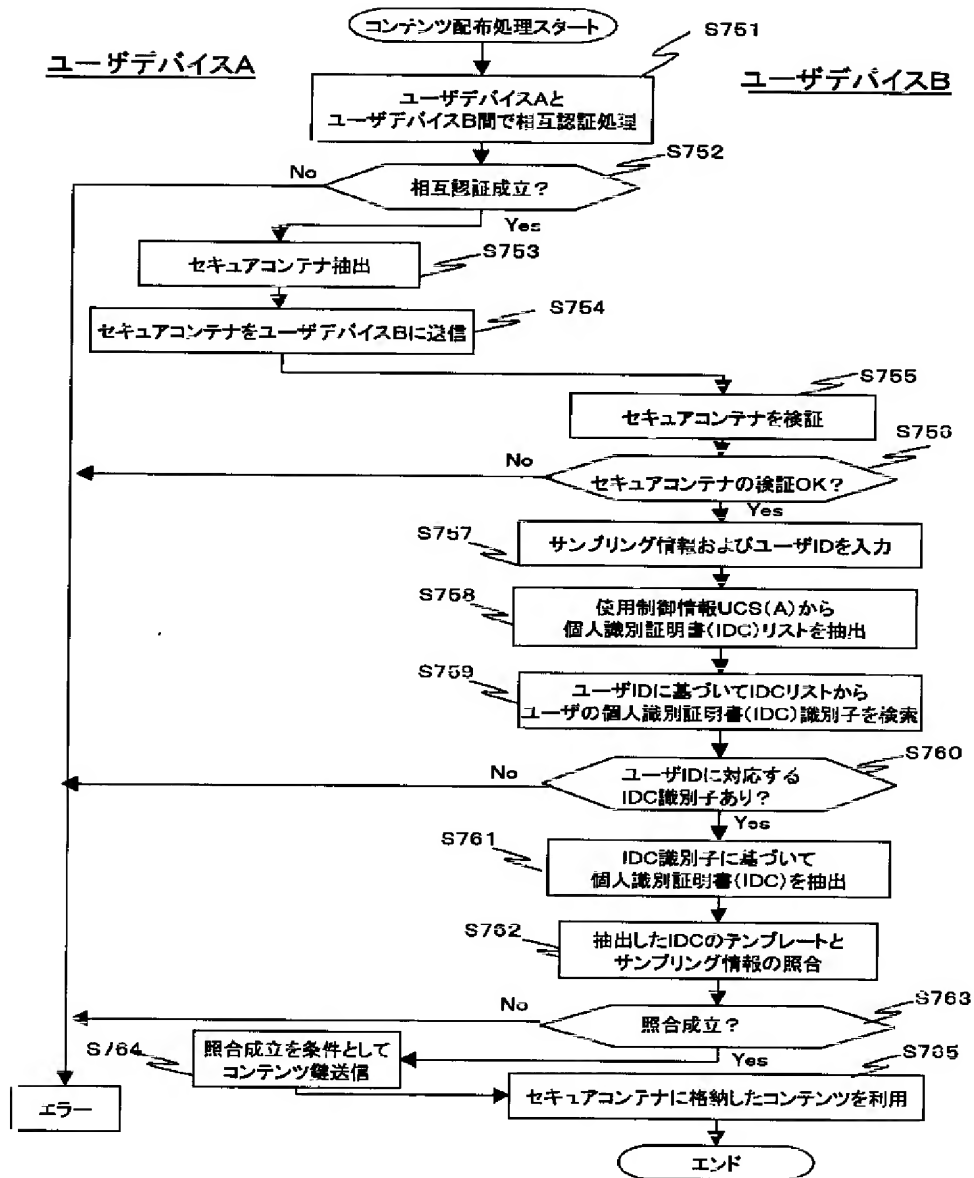 コンテンツ配布処理スタート
ユーザデバイスA
ユーザデバイスB
S751
ユーザデバイスAと
ユーザデバイスB間で相互認証処理
S752
No
相互認証成立?
Yes
S753
セキュアコンテナ抽出
S754
セキュアコンテナをユーザデバイスBに送信
S755
セキュアコンテナを検証
S756
No
セキュアコンテナの検証OK?
Yes
S757
サンプリング情報およびユーザIDを入力
S758
使用制御情報UCS(A)から
個人識別証明書(IDC)リストを抽出
S759
ユーザIDに基づいてIDCリストから
ユーザの個人識別証明書(IDC)識別子を検索
S760
No
ユーザIDに対応する
IDC識別子あり?
Yes
S761
IDC識別子に基づいて
個人識別証明書(IDC)を抽出
S762
抽出したIDCのテンプレートと
サンプリング情報の照合
No
S763
照合成立?
Yes
S764
照合成立を条件として
コンテンツ鍵送信
S765
セキュアコンテナに格納したコンテンツを利用
エラー
エンド